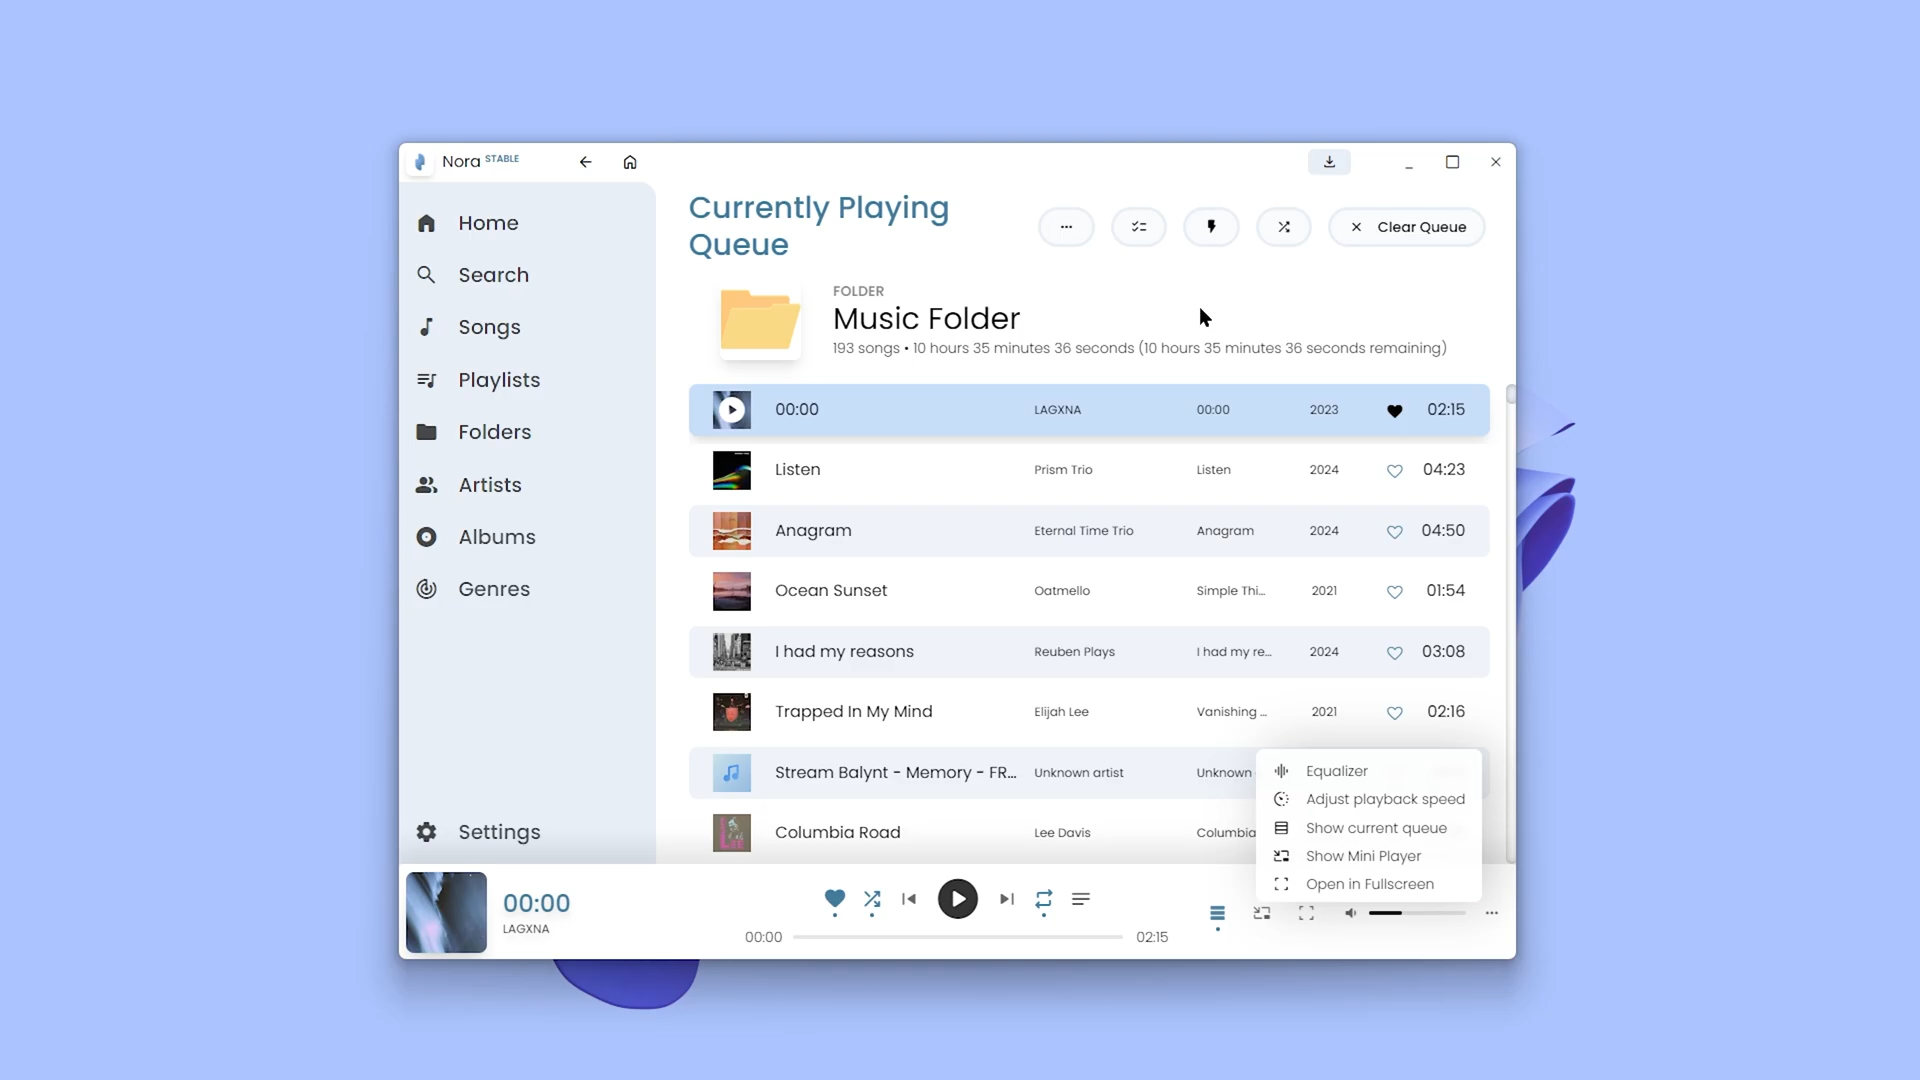 Nora STABLE
Home
Search
Songs
Playlists
Folders
Artists
Albums
Genres
Settings
Currently Playing
Queue
Clear Queue
FOLDER
Music Folder
193 songs • 10 hours 35 minutes 36 seconds (10 hours 35 minutes 36 seconds remaining)
00:00 LAGXNA 00:00 2023 02:15
Listen Prism Trio Listen 2024 04:23
Anagram Eternal Time Trio Anagram 2024 04:50
Ocean Sunset Oatmello Simple Thi... 2021 01:54
I had my reasons Reuben Plays I had my re... 2024 03:08
Trapped In My Mind Elijah Lee Vanishing ... 2021 02:16
Stream Balynt - Memory - FR... Unknown artist Unknown
Columbia Road Lee Davis Columbia
Equalizer
Adjust playback speed
Show current queue
Show Mini Player
Open in Fullscreen
00:00
LAGXNA
00:00 02:15